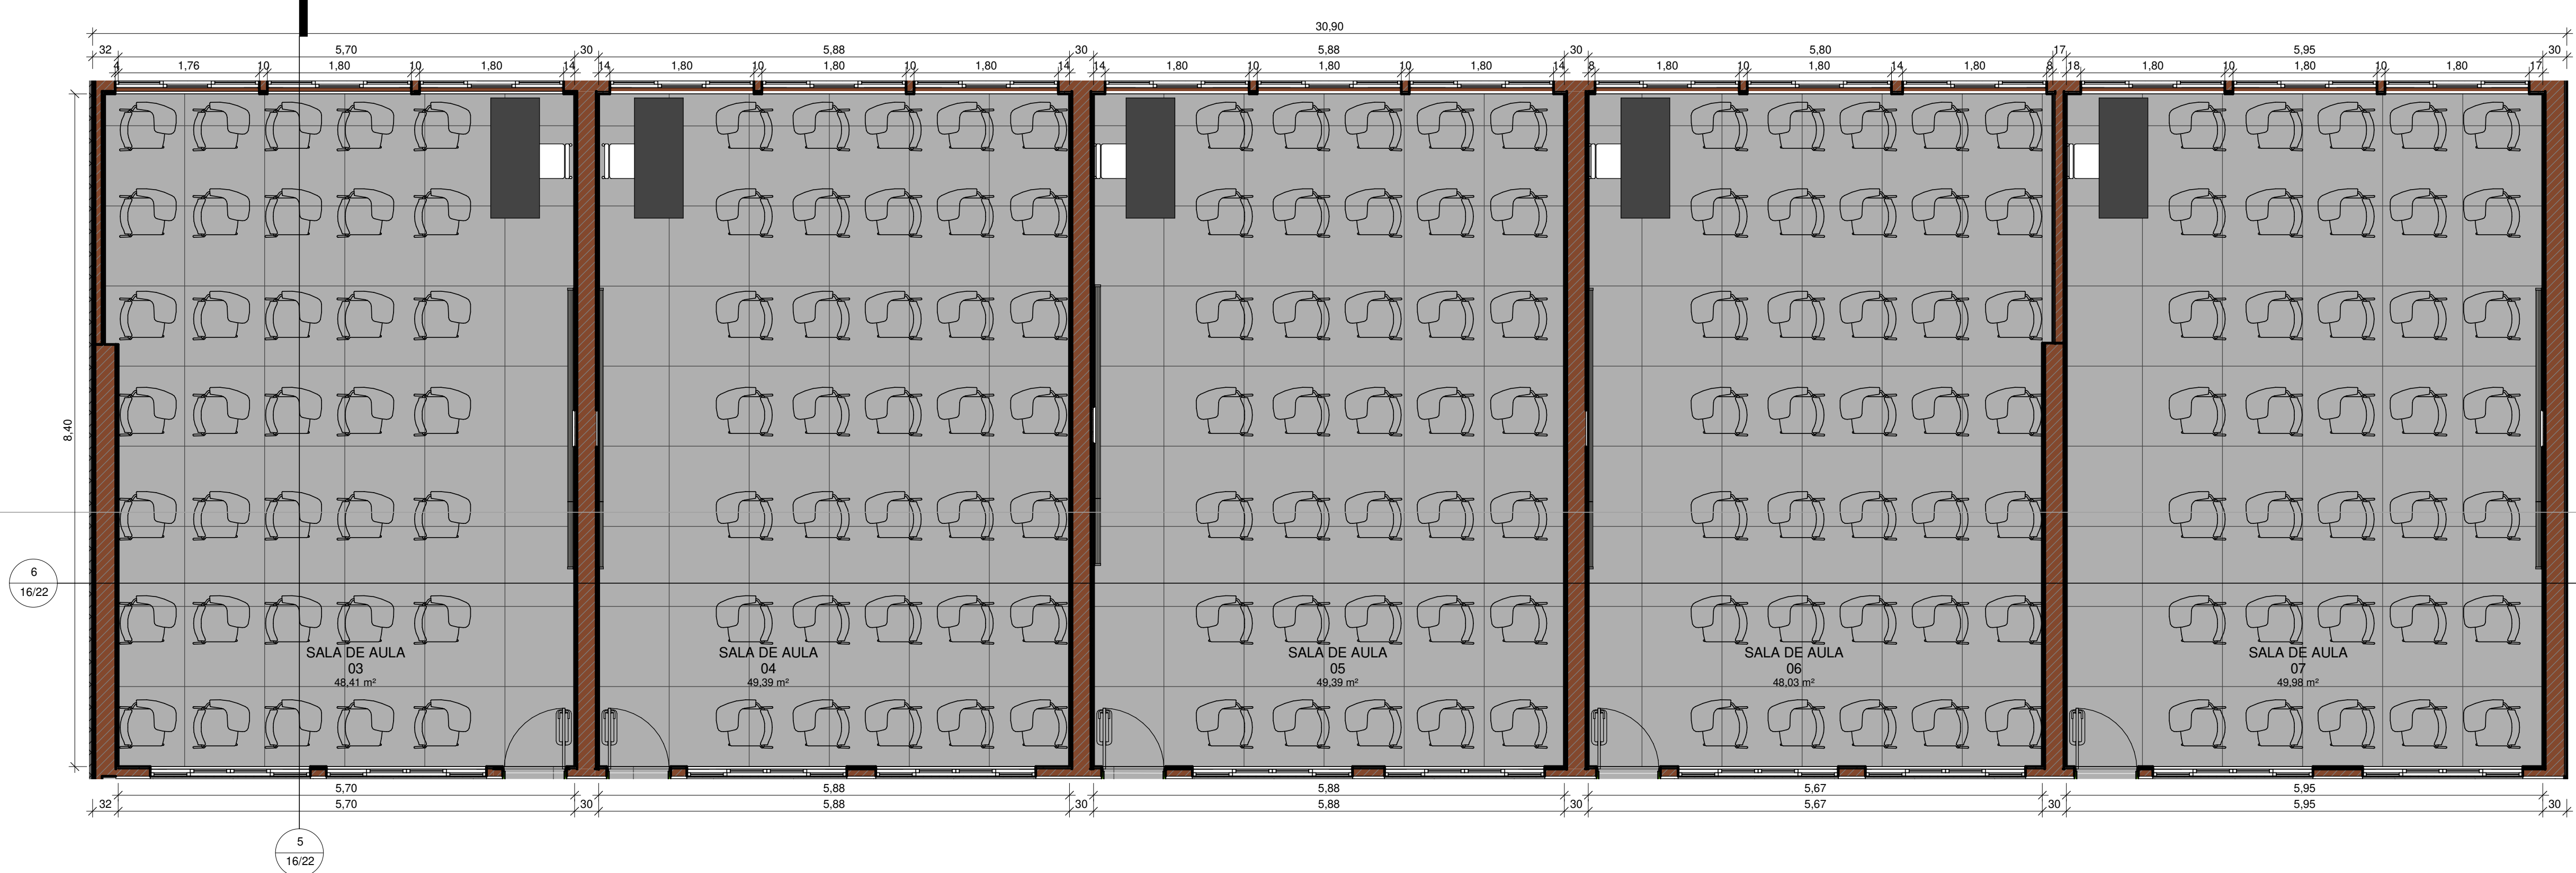 30,90
32 5,70 30 5,88 30 5,88 30 5,80 17 5,95 30
4 1,76 10 1,80 10 1,80 14 14 1,80 10 1,80 10 1,80 14 14 1,80 10 1,80 10 1,80 14 8 1,80 10 1,80 14 1,80 8 18 1,80 10 1,80 10 1,80 17
8,40
6
16/22
SALA DE AULA
03
48,41 m²
SALA DE AULA
04
49,39 m²
SALA DE AULA
05
49,39 m²
SALA DE AULA
06
48,03 m²
SALA DE AULA
07
49,98 m²
5,70 5,88 5,88 5,67 5,95
32 5,70 30 5,88 30 5,88 30 5,67 30 5,95 30
5
16/22